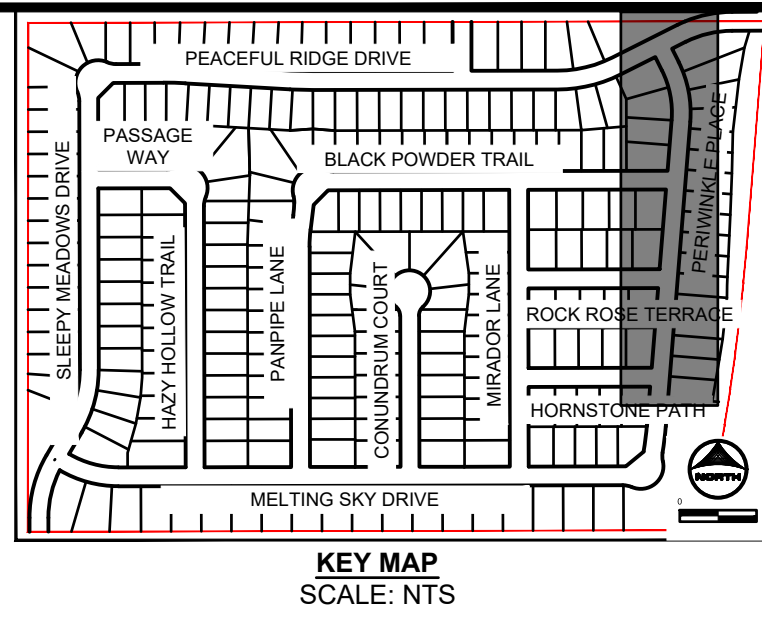 PEACEFUL RIDGE DRIVE
PASSAGE
WAY
BLACK POWDER TRAIL
SLEEPY MEADOWS DRIVE
HAZY HOLLOW TRAIL
PANPIPE LANE
CONUNDRUM COURT
MIRADOR LANE
PERIWINKLE PLACE
ROCK ROSE TERRACE
HORNSTONE PATH
MELTING SKY DRIVE
NORTH
0
KEY MAP
SCALE: NTS